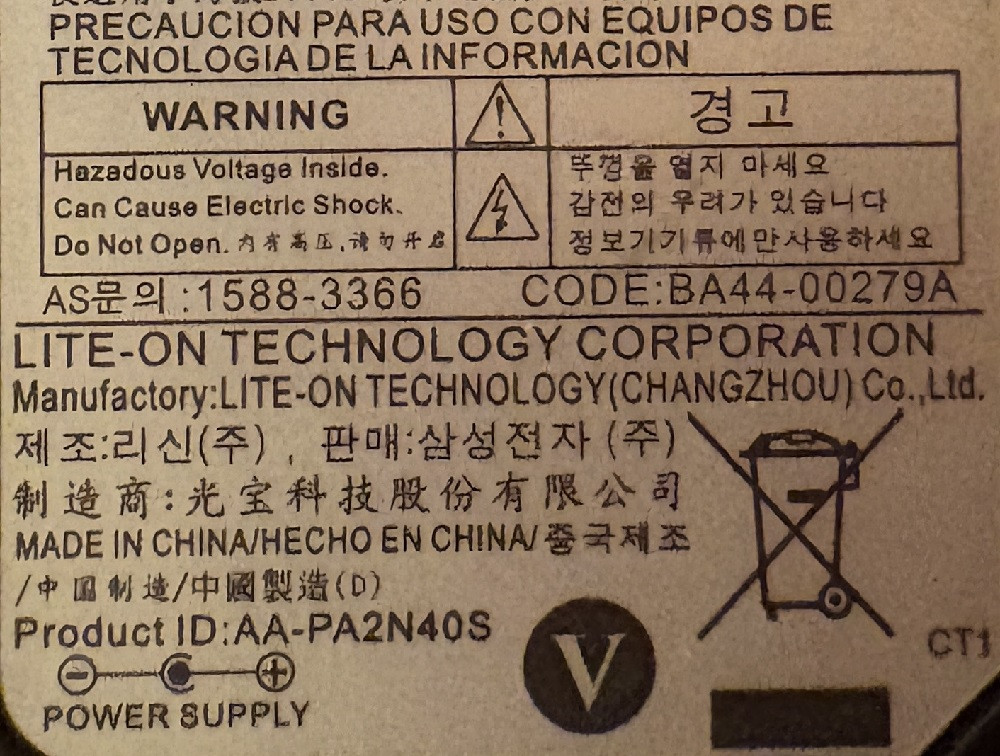 PRECAUCION PARA USO CON EQUIPOS DE
TECNOLOGIA DE LA INFORMACION
WARNING
경고
Hazadous Voltage Inside.
Can Cause Electric Shock.
Do Not Open. 内有高压,请勿开启
뚜껑을 열지 마세요
감전의 우려가 있습니다
정보기기류에만사용하세요
AS문의:1588-3366 CODE:BA44-00279A
LITE-ON TECHNOLOGY CORPORATION
Manufactory:LITE-ON TECHNOLOGY(CHANGZHOU) Co.,Ltd.
제조:리신(주), 판매:삼성전자 (주)
制造商:光宝科技股份有限公司
MADE IN CHINA/HECHO EN CHINA/중국제조
/中国制造/中國製造(D)
Product ID:AA-PA2N40S
V
CT1
POWER SUPPLY